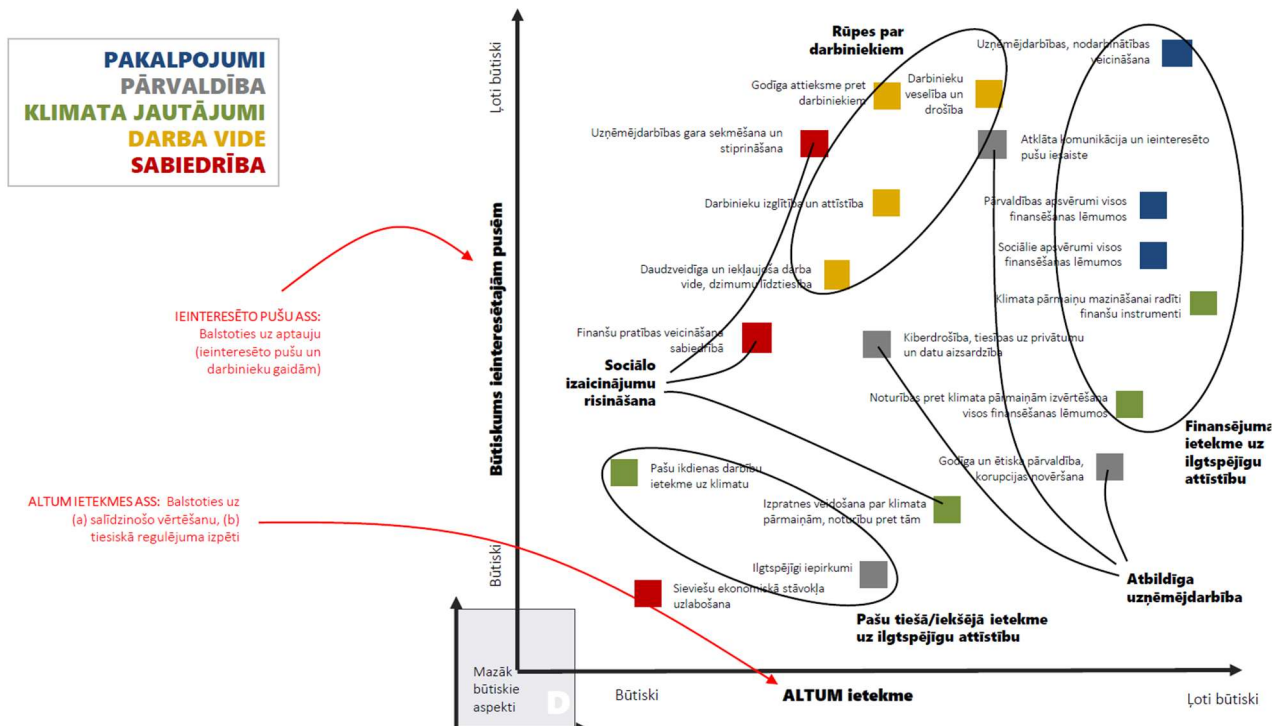 PAKALPOJUMI
PĀRVALDĪBA
KLIMATA JAUTĀJUMI
DARBA VIDE
SABIEDRĪBA
IEINTERESĒTO PUŠU ASS:
Balstoties uz aptauju
(ieinteresēto pušu un
darbinieku gaidām)
ALTUM IETEKMES ASS: Balstoties uz
(a) salīdzinošo vērtēšanu, (b)
tiesiskā regulējuma izpēti
Ļoti būtiski
Būtiskums ieinteresētajām pusēm
Būtiski
Rūpes par
darbiniekiem
Uzņēmējdarbības, nodarbinātības
veicināšana
Godīga attieksme pret
darbiniekiem
Darbinieku
veselība un
drošība
Uzņēmējdarbības gara sekmēšana un
stiprināšana
Atklāta komunikācija un ieinteresēto
pušu iesaiste
Darbinieku izglītība un attīstība
Pārvaldības apsvērumi visos
finansēšanas lēmumos
Sociālie apsvērumi visos
finansēšanas lēmumos
Daudzveidīga un iekļaujoša darba
vide, dzimumu līdztiesība
Klimata pārmaiņu mazināšanai radīti
finanšu instrumenti
Finanšu pratības veicināšana
sabiedrībā
Kiberdrošība, tiesības uz privātumu
un datu aizsardzība
Sociālo
izaicinājumu
risināšana
Noturības pret klimata pārmaiņām izvērtēšana
visos finansēšanas lēmumos
Finansējuma
ietekme uz
ilgtspējīgu
attīstību
Pašu ikdienas darbību
ietekme uz klimatu
Godīga un ētiska pārvaldība,
korupcijas novēršana
Izpratnes veidošana par klimata
pārmaiņām, noturību pret tām
Ilgtspējīgi iepirkumi
Sieviešu ekonomiskā stāvokļa
uzlabošana
Atbildīga
uzņēmējdarbība
Pašu tiešā/iekšējā ietekme
uz ilgtspējīgu attīstību
Mazāk
būtiskie
aspekti
D
Būtiski
ALTUM ietekme
Ļoti būtiski